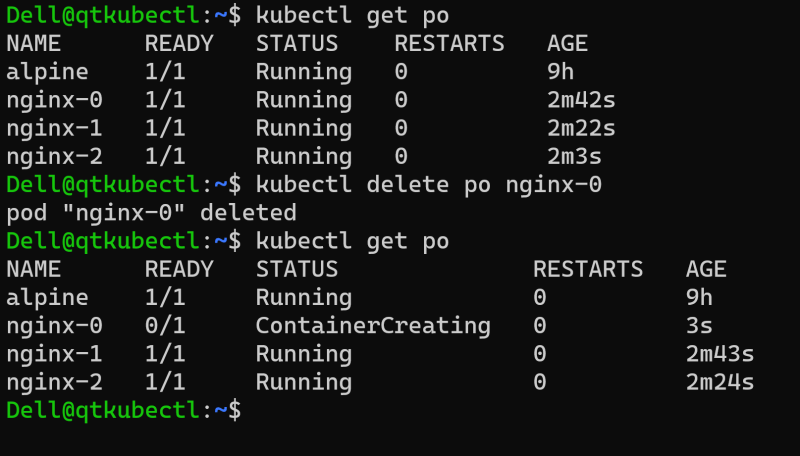 Dell@qtkubectl:~$ kubectl get po
NAME      READY   STATUS    RESTARTS   AGE
alpine    1/1     Running   0          9h
nginx-0   1/1     Running   0          2m42s
nginx-1   1/1     Running   0          2m22s
nginx-2   1/1     Running   0          2m3s
Dell@qtkubectl:~$ kubectl delete po nginx-0
pod "nginx-0" deleted
Dell@qtkubectl:~$ kubectl get po
NAME      READY   STATUS              RESTARTS   AGE
alpine    1/1     Running             0          9h
nginx-0   0/1     ContainerCreating   0          3s
nginx-1   1/1     Running             0          2m43s
nginx-2   1/1     Running             0          2m24s
Dell@qtkubectl:~$